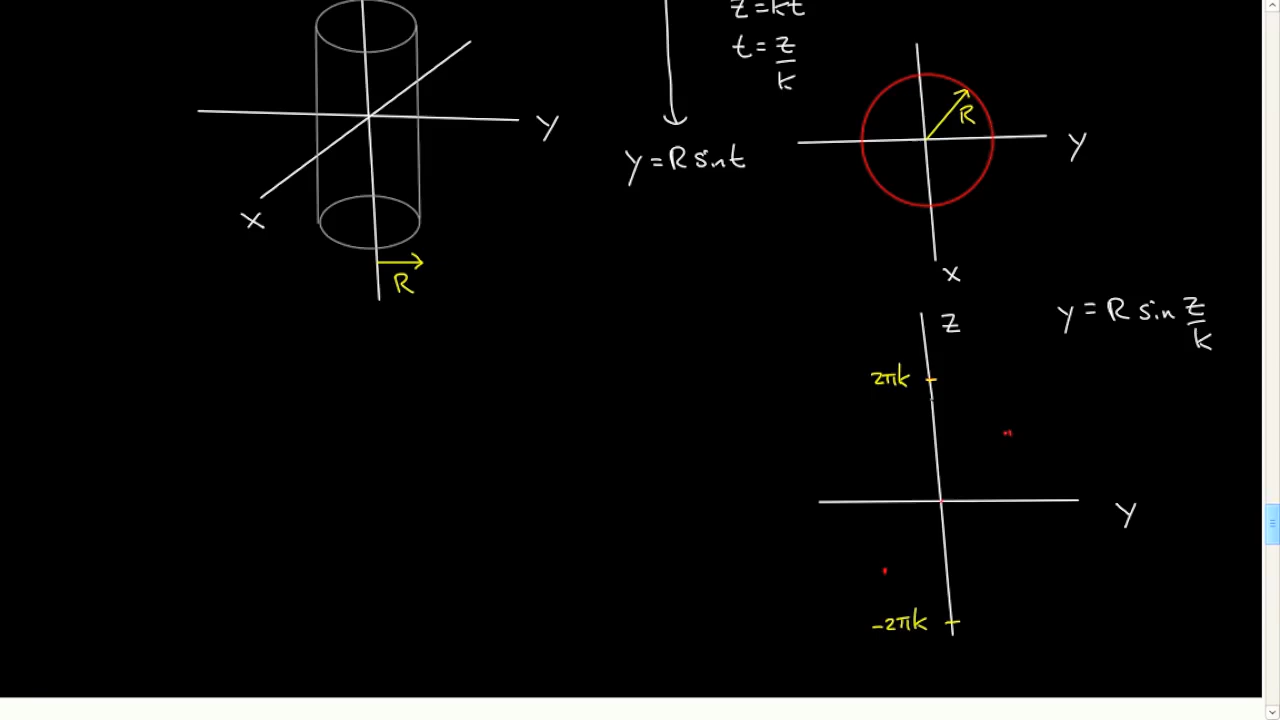 z=kt
t=z/k
y=R sin t
Y
X
R
R
Y
X
Z
y=R sin z/k
2πk
Y
-2πk